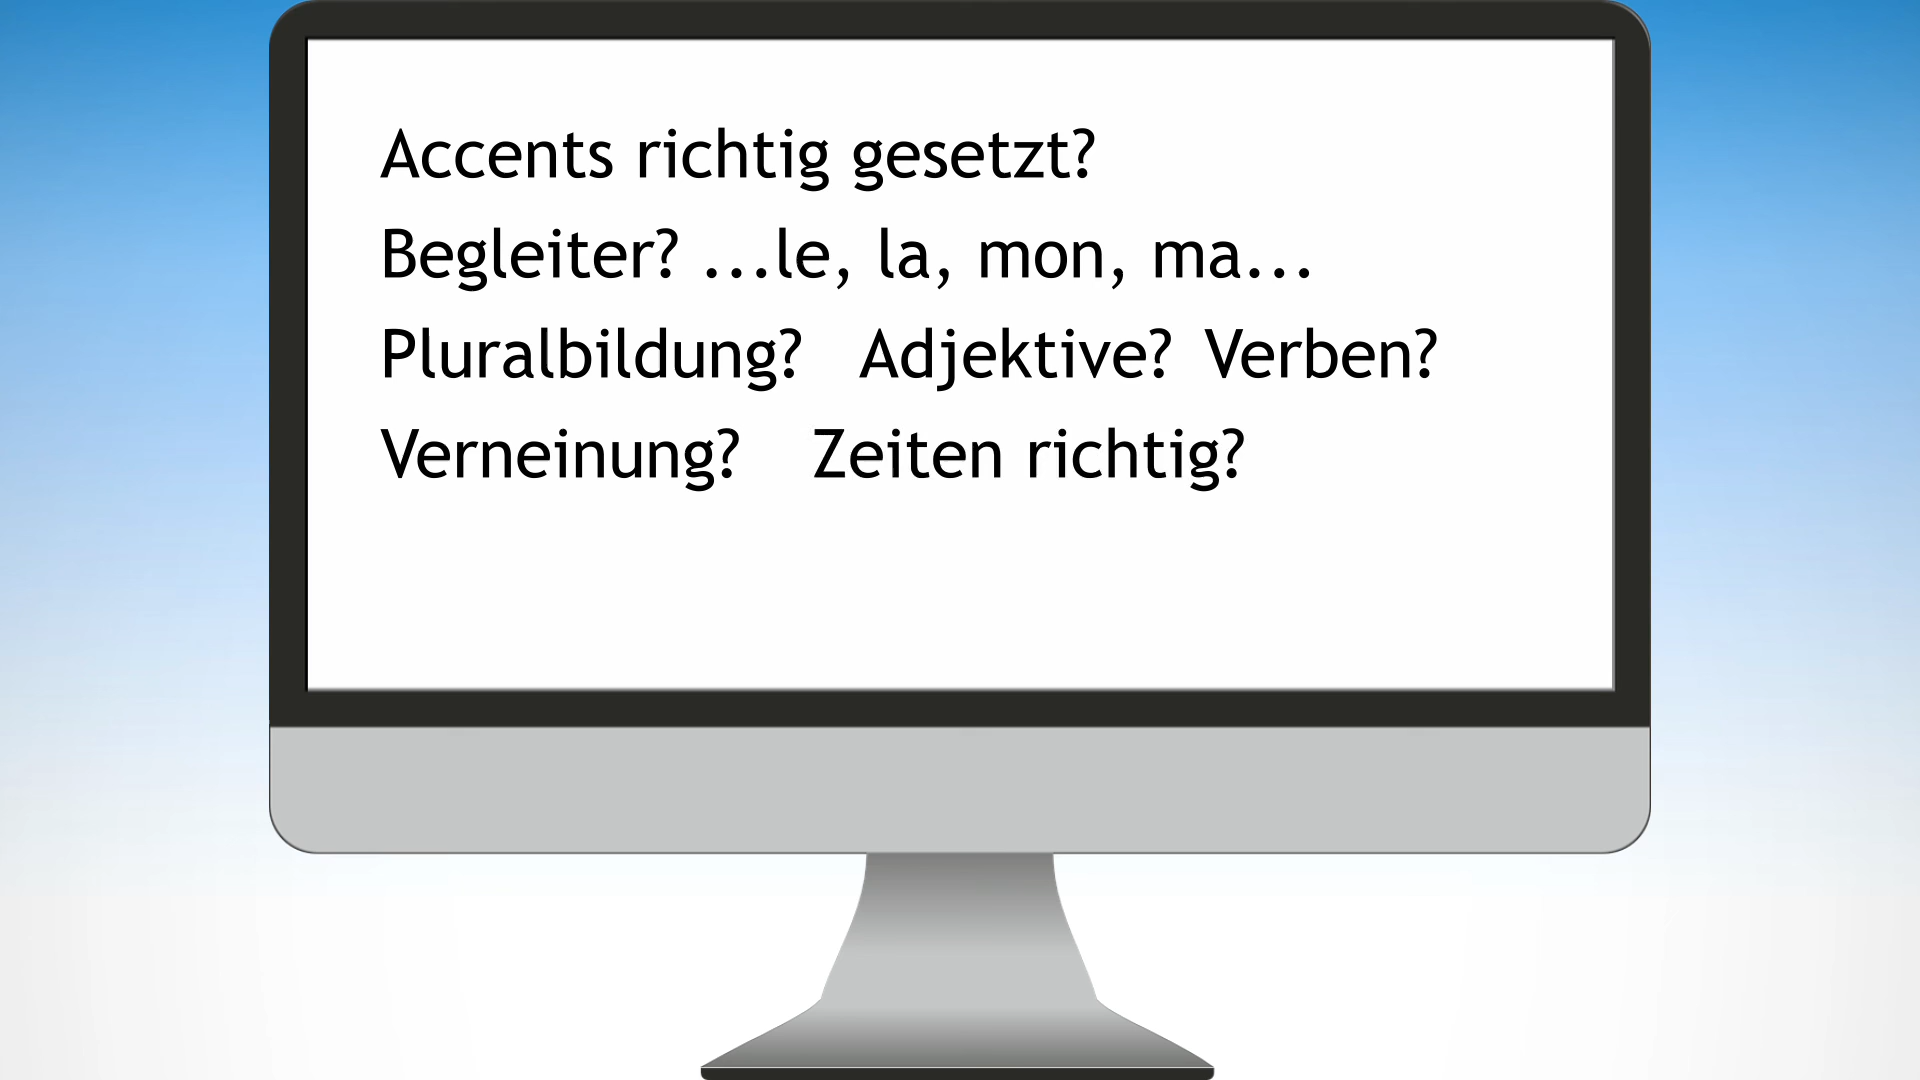 Accents richtig gesetzt?
Begleiter? ...le, la, mon, ma...
Pluralbildung? Adjektive? Verben?
Verneinung? Zeiten richtig?